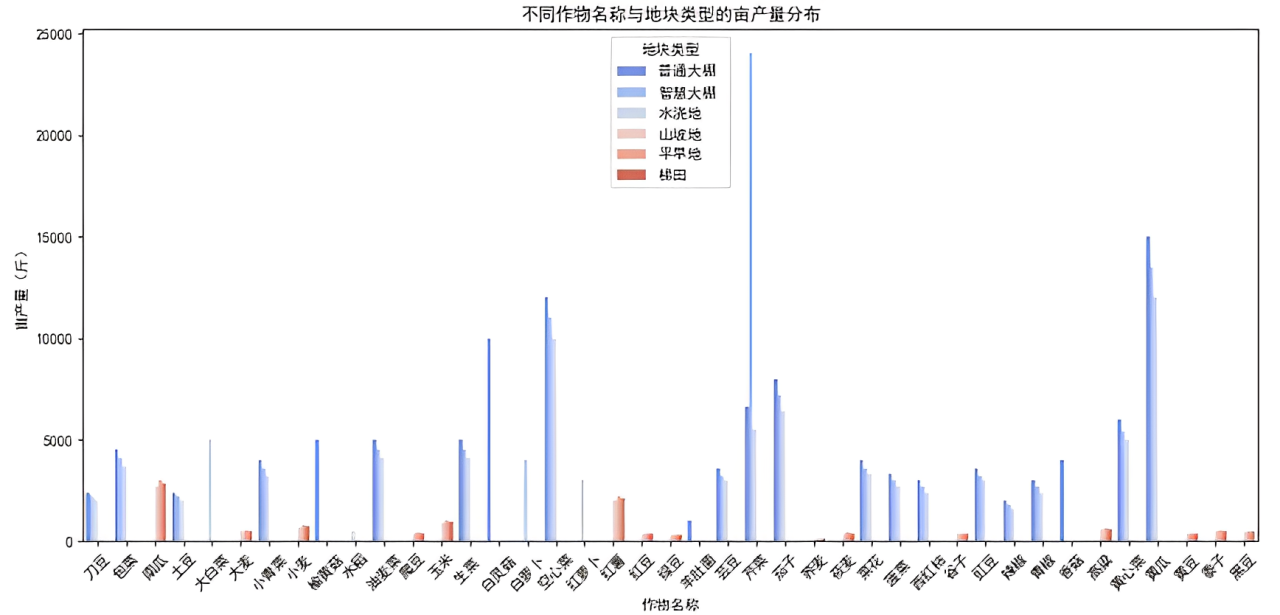 不同作物名称与地块类型的亩产量分布
地块类型
普通大棚
智慧大棚
水浇地
山坡地
平旱地
梯田
亩产量（斤）
25000
20000
15000
10000
5000
0
刀豆 包菜 南瓜 土豆 大白菜 大麦 小青菜 小麦 榆黄菇 水稻 油麦菜 爬豆 玉米 生菜 白灵菇 白萝卜 空心菜 红萝卜 红薯 红豆 绿豆 羊肚菌 芸豆 芹菜 茄子 荞麦 莜麦 菜花 菠菜 西红柿 谷子 豇豆 辣椒 青椒 香菇 高粱 黄心菜 黄瓜 黄豆 黍子 黑豆
作物名称